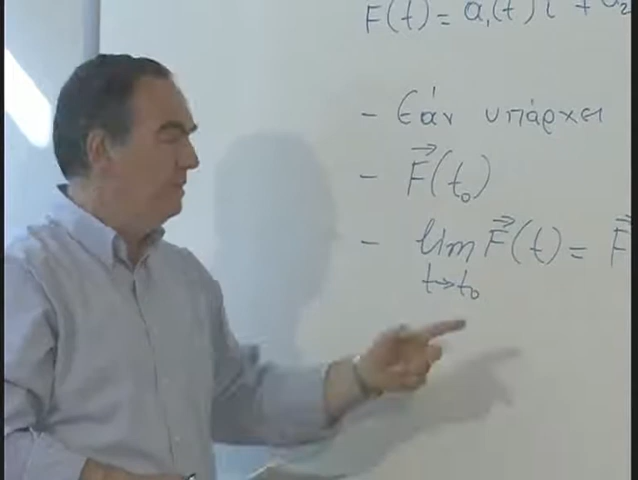 F(t) = a₁(t) i + a₂
- Εάν υπάρχει
- F⃗(t₀)
- lim F⃗(t) = F⃗
t→t₀